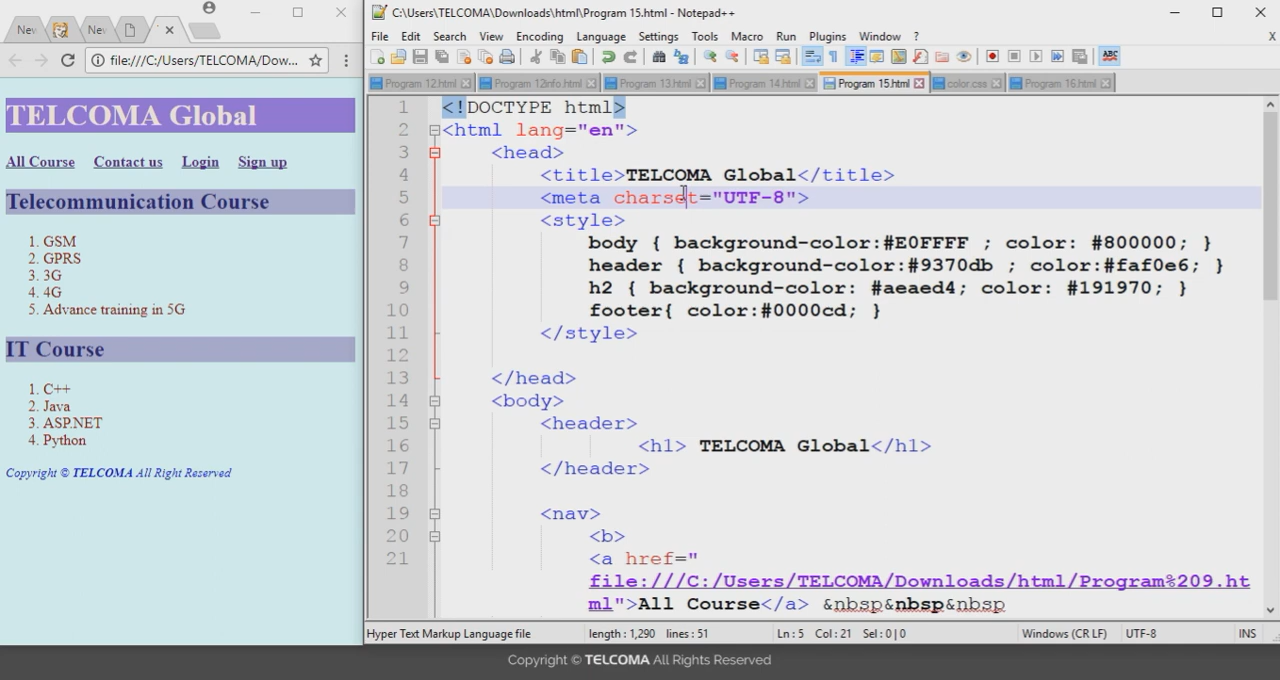 New
New
file:///C:/Users/TELCOMA/Dow...
TELCOMA Global
All Course Contact us Login Sign up
Telecommunication Course
1. GSM
2. GPRS
3. 3G
4. 4G
5. Advance training in 5G
IT Course
1. C++
2. Java
3. ASP.NET
4. Python
Copyright © TELCOMA All Right Reserved
C:\Users\TELCOMA\Downloads\html\Program 15.html - Notepad++
File Edit Search View Encoding Language Settings Tools Macro Run Plugins Window ? X
Program 12.html Program 12info.html Program 13.html Program 14.html Program 15.html color.css Program 16.html
1 <!DOCTYPE html>
2 <html lang="en">
3 <head>
4 <title>TELCOMA Global</title>
5 <meta charset="UTF-8">
6 <style>
7 body { background-color:#E0FFFF ; color: #800000; }
8 header { background-color:#9370db ; color:#faf0e6; }
9 h2 { background-color: #aeaed4; color: #191970; }
10 footer{ color:#0000cd; }
11 </style>
12
13 </head>
14 <body>
15 <header>
16 <h1> TELCOMA Global</h1>
17 </header>
18
19 <nav>
20 <b>
21 <a href="
file:///C:/Users/TELCOMA/Downloads/html/Program%209.ht
ml">All Course</a> &nbsp&nbsp&nbsp
Hyper Text Markup Language file length : 1,290 lines : 51 Ln : 5 Col : 21 Sel : 0 | 0 Windows (CR LF) UTF-8 INS
Copyright © TELCOMA All Rights Reserved